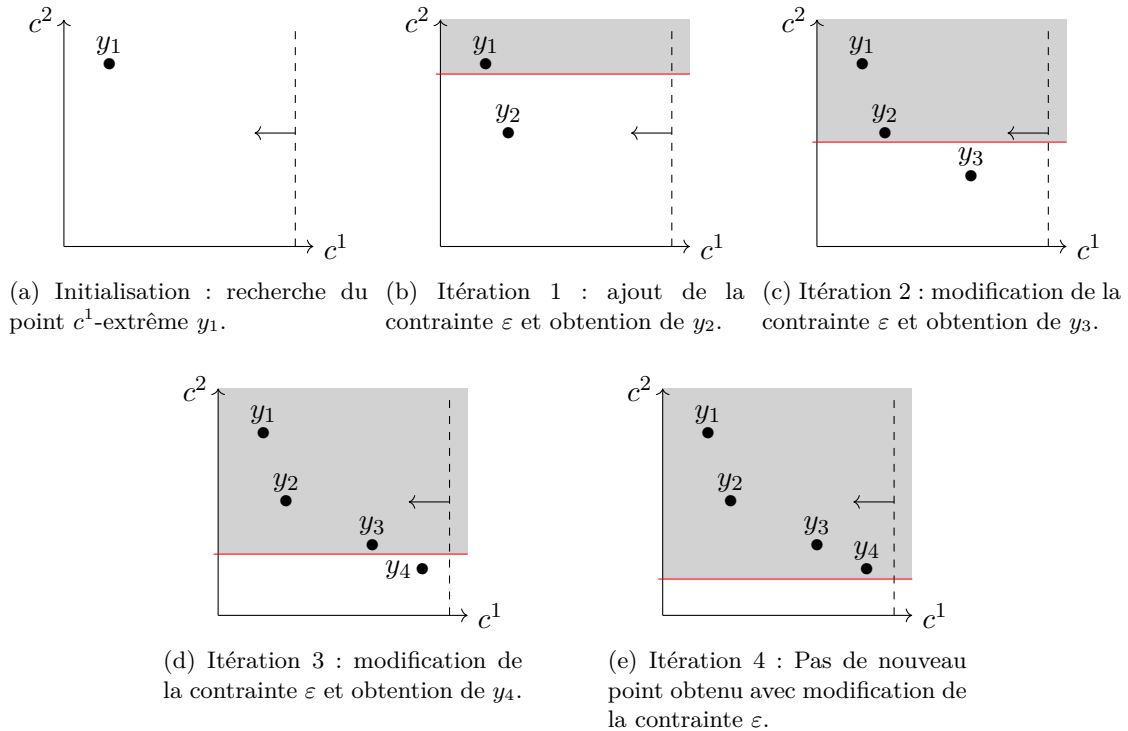 c²
y₁
c¹
(a) Initialisation : recherche du
point c¹-extrême y₁.
c²
y₁
y₂
c¹
(b) Itération 1 : ajout de la
contrainte ε et obtention de y₂.
c²
y₁
y₂
y₃
c¹
(c) Itération 2 : modification de la
contrainte ε et obtention de y₃.
c²
y₁
y₂
y₃
y₄
c¹
(d) Itération 3 : modification de
la contrainte ε et obtention de y₄.
c²
y₁
y₂
y₃
y₄
c¹
(e) Itération 4 : Pas de nouveau
point obtenu avec modification de
la contrainte ε.